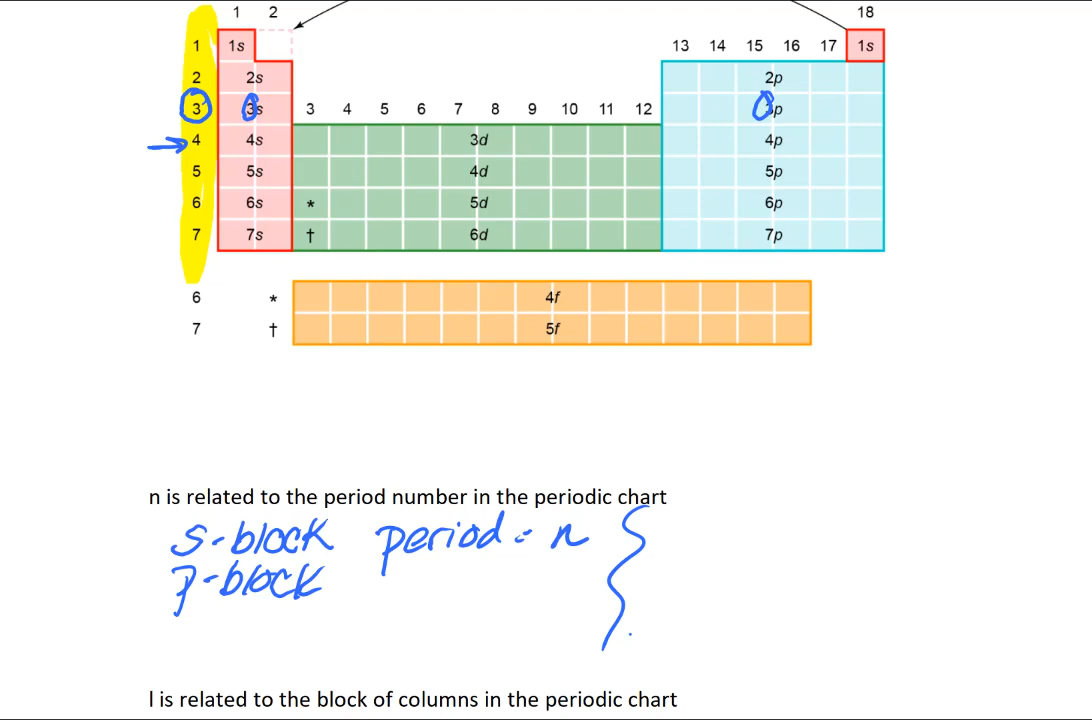 1 2 18
1 1s 13 14 15 16 17 1s
2 2s 2p
3 3s 3 4 5 6 7 8 9 10 11 12 3p
4 4s 3d 4p
5 5s 4d 5p
6 6s * 5d 6p
7 7s † 6d 7p
6 * 4f
7 † 5f
n is related to the period number in the periodic chart
s-block period = n
p-block
l is related to the block of columns in the periodic chart